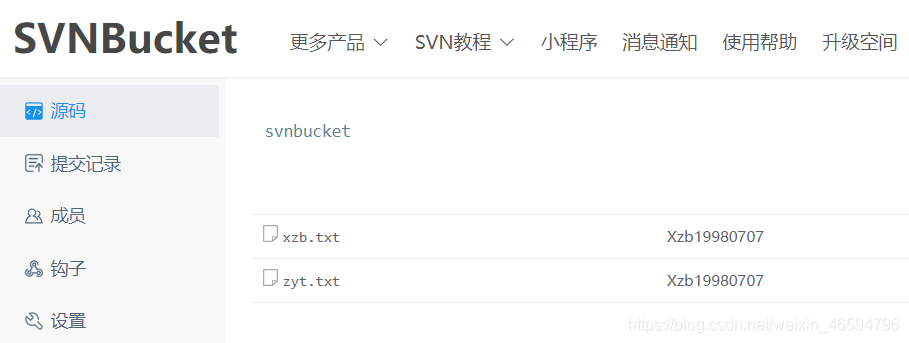 SVNBucket 更多产品 SVN教程 小程序 消息通知 使用帮助 升级空间
源码
svnbucket
提交记录
成员
xzb.txt Xzb19980707
钩子
zyt.txt Xzb19980707
设置
https://blog.csdn.net/weixin_46594796